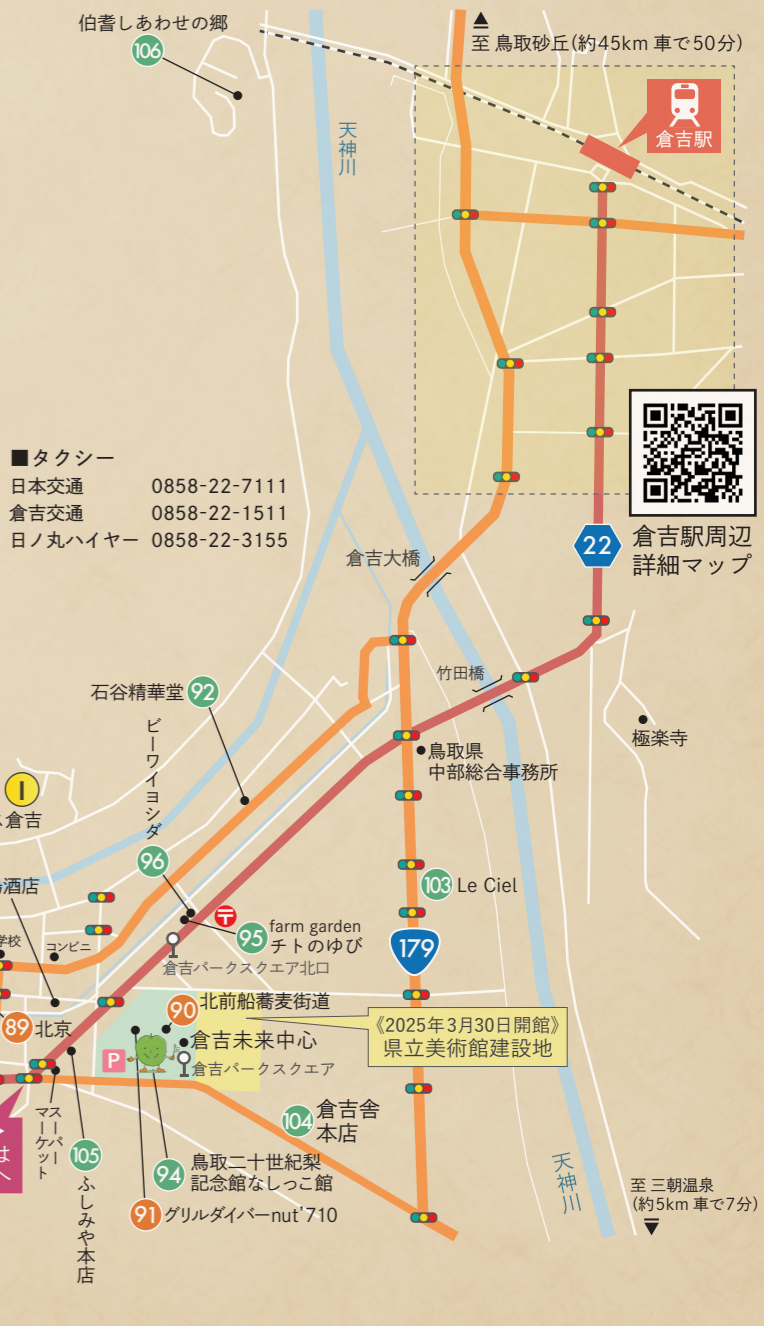 伯耆しあわせの郷
106
至 鳥取砂丘(約45km 車で50分)
倉吉駅
天神川
■タクシー
日本交通 0858-22-7111
倉吉交通 0858-22-1511
日ノ丸ハイヤー 0858-22-3155
22
倉吉駅周辺
詳細マップ
倉吉大橋
竹田橋
石谷精華堂 92
ビーワイヨシダ
96
極楽寺
鳥取県
中部総合事務所
I
倉吉
酒店
103 Le Ciel
学校
コンビニ
〒
95 farm garden
チトのゆび
倉吉パークスクエア北口
179
89 北京
90 北前船蕎麦街道
《2025年3月30日開館》
県立美術館建設地
倉吉未来中心
P
倉吉パークスクエア
スーパー
マーケット
は
へ
105
ふしみや本店
104 倉吉舎
本店
94 鳥取二十世紀梨
記念館なしっこ館
91 グリルダイバーnut'710
天神川
至 三朝温泉
(約5km 車で7分)